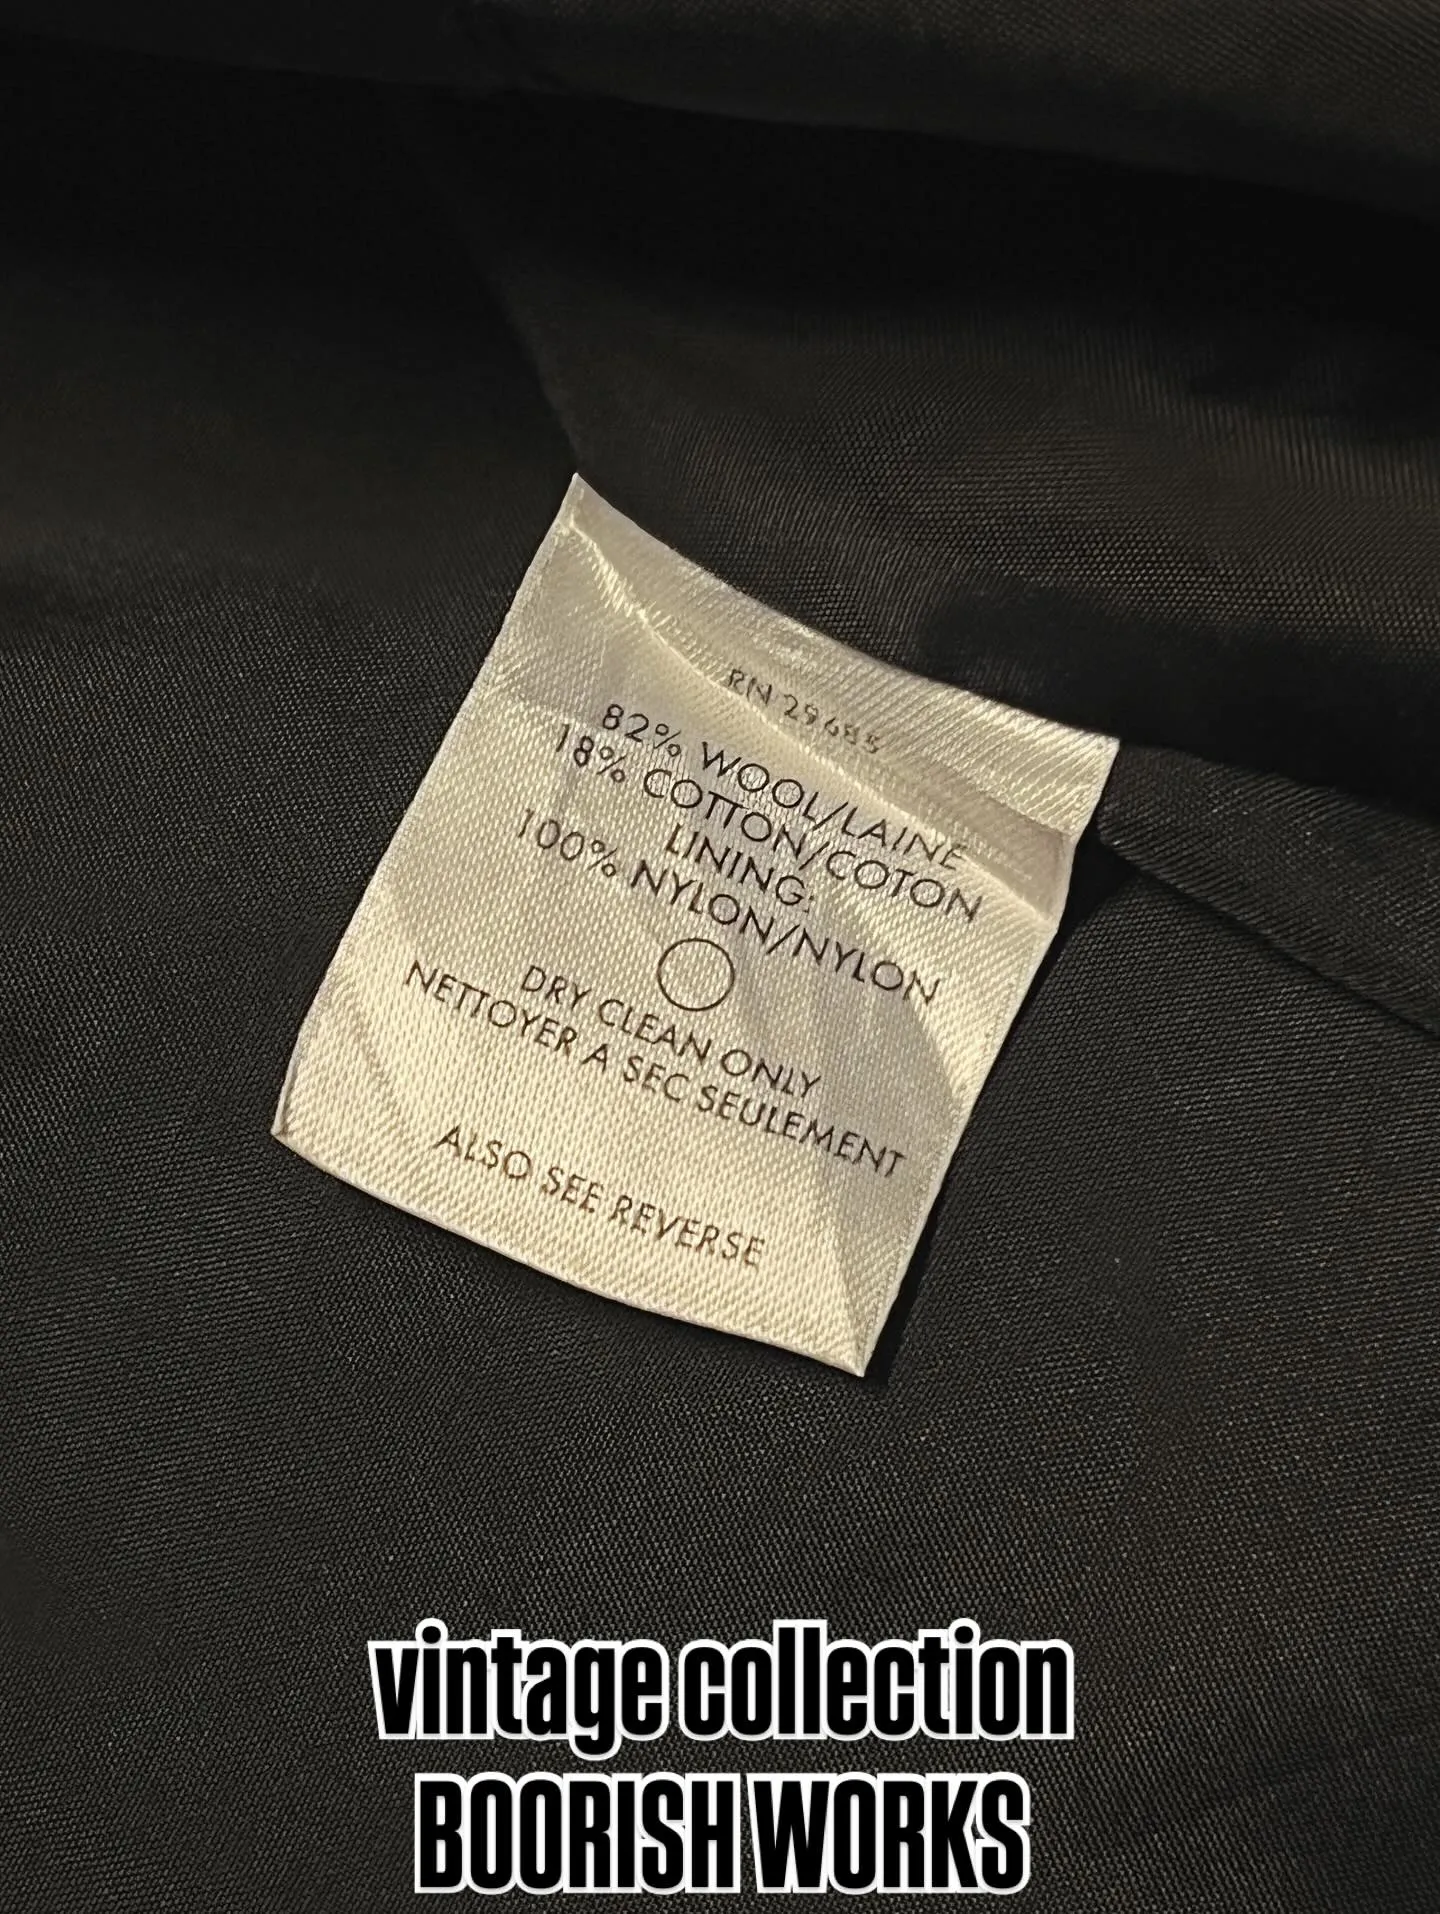 RN 29685
82% WOOL/LAINE
18% COTTON/COTON
LINING:
100% NYLON/NYLON
DRY CLEAN ONLY
NETTOYER A SEC SEULEMENT
ALSO SEE REVERSE
vintage collection
BOORISH WORKS